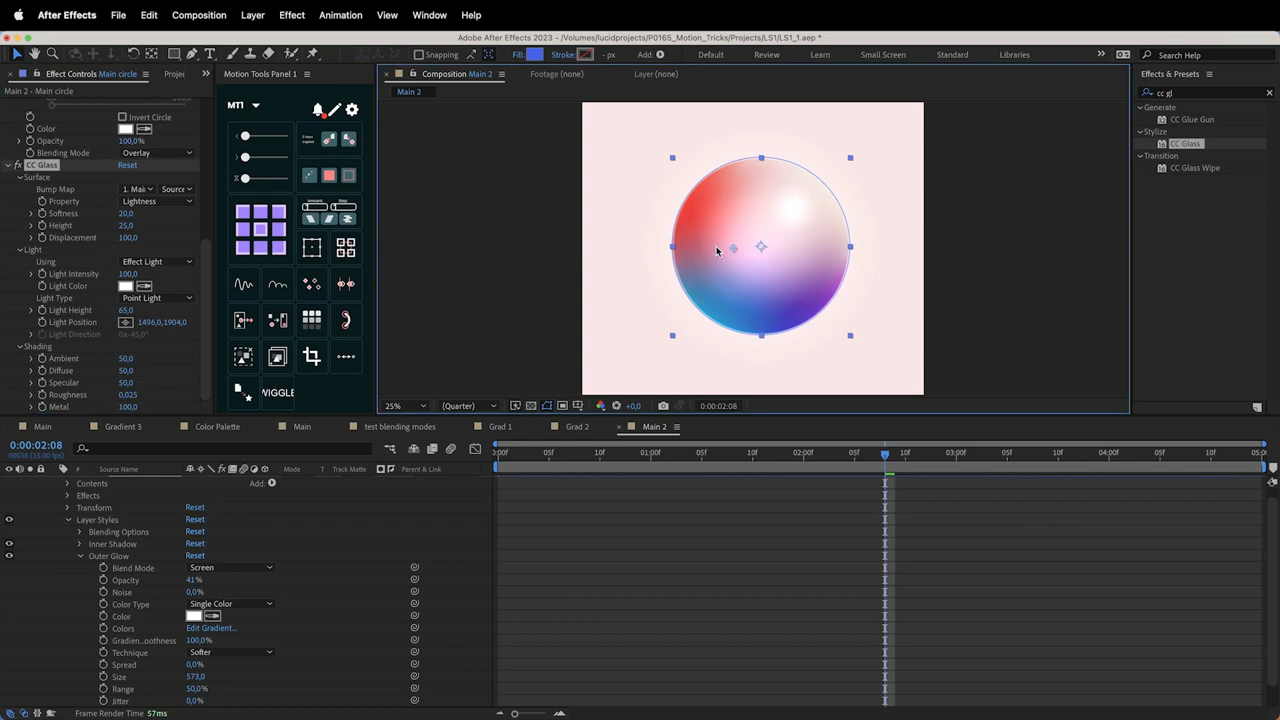 After Effects File Edit Composition Layer Effect Animation View Window Help
Adobe After Effects 2023 - /Volumes/lucidprojects/P0165_Motion_Tricks/Projects/LS1/LS1_1.aep *
Snapping Fill: Stroke: - px Add: Default Review Learn Small Screen Standard Libraries Search Help
Effect Controls Main circle Projec Motion Tools Panel 1 Composition Main 2 Footage (none) Layer (none) Effects & Presets
Main 2 • Main circle Main 2 cc gl
MT1
Generate
Invert Circle CC Glue Gun
Color
Opacity 100,0% Stylize
Blending Mode Overlay CC Glass
fx CC Glass Reset Transition
Surface CC Glass Wipe
Bump Map 1. Mai Source
Property Lightness
Softness 20,0
Height 25,0
Displacement 100,0
Light
Using Effect Light
Light Intensity 100,0
Light Color
Light Type Point Light
Light Height 65,0
Light Position 1496,0,1904,0
Light Direction 0x-45,0°
Shading
Ambient 50,0
Diffuse 50,0
Specular 50,0
Roughness 0,025
Metal 100,0
Amount: Step:
WIGGLE
25% (Quarter) +0,0 0:00:02:08
Main Gradient 3 Color Palette Main test blending modes Grad 1 Grad 2 Main 2
0:00:02:08
00038 (15.00 fps)
:00f 05f 10f 01:00f 05f 10f 02:00f 05f 10f 03:00f 05f 10f 04:00f 05f 10f 05:0
# Source Name Mode T Track Matte Parent & Link
Contents Add:
Effects
Transform Reset
Layer Styles Reset
Blending Options Reset
Inner Shadow Reset
Outer Glow Reset
Blend Mode Screen
Opacity 41%
Noise 0,0%
Color Type Single Color
Color
Colors Edit Gradient...
Gradien...oothness 100,0%
Technique Softer
Spread 0,0%
Size 573,0
Range 50,0%
Jitter 0,0%
Frame Render Time 57ms